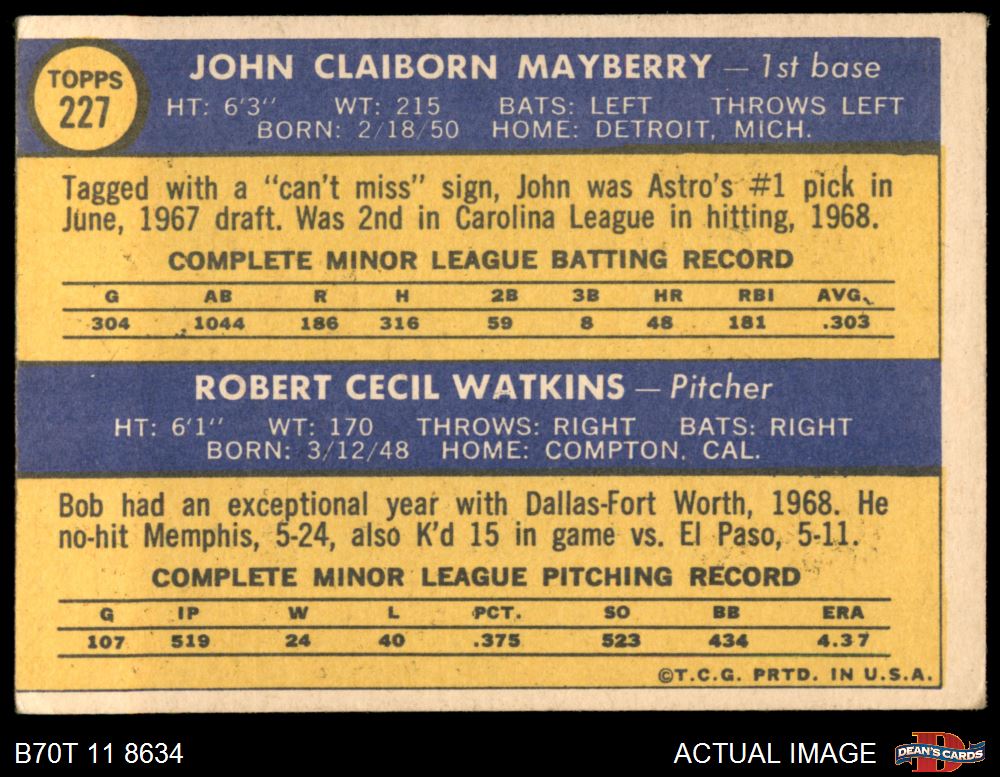 TOPPS
227
JOHN CLAIBORN MAYBERRY — 1st base
HT: 6'3" WT: 215 BATS: LEFT THROWS LEFT
BORN: 2/18/50 HOME: DETROIT, MICH.
Tagged with a "can't miss" sign, John was Astro's #1 pick in
June, 1967 draft. Was 2nd in Carolina League in hitting, 1968.
COMPLETE MINOR LEAGUE BATTING RECORD
G AB R H 2B 3B HR RBI AVG.
304 1044 186 316 59 8 48 181 .303
ROBERT CECIL WATKINS — Pitcher
HT: 6'1" WT: 170 THROWS: RIGHT BATS: RIGHT
BORN: 3/12/48 HOME: COMPTON, CAL.
Bob had an exceptional year with Dallas-Fort Worth, 1968. He
no-hit Memphis, 5-24, also K'd 15 in game vs. El Paso, 5-11.
COMPLETE MINOR LEAGUE PITCHING RECORD
G IP W L PCT. SO BB ERA
107 519 24 40 .375 523 434 4.37
©T.C.G. PRTD. IN U.S.A.
B70T 11 8634 ACTUAL IMAGE DEAN'S CARDS